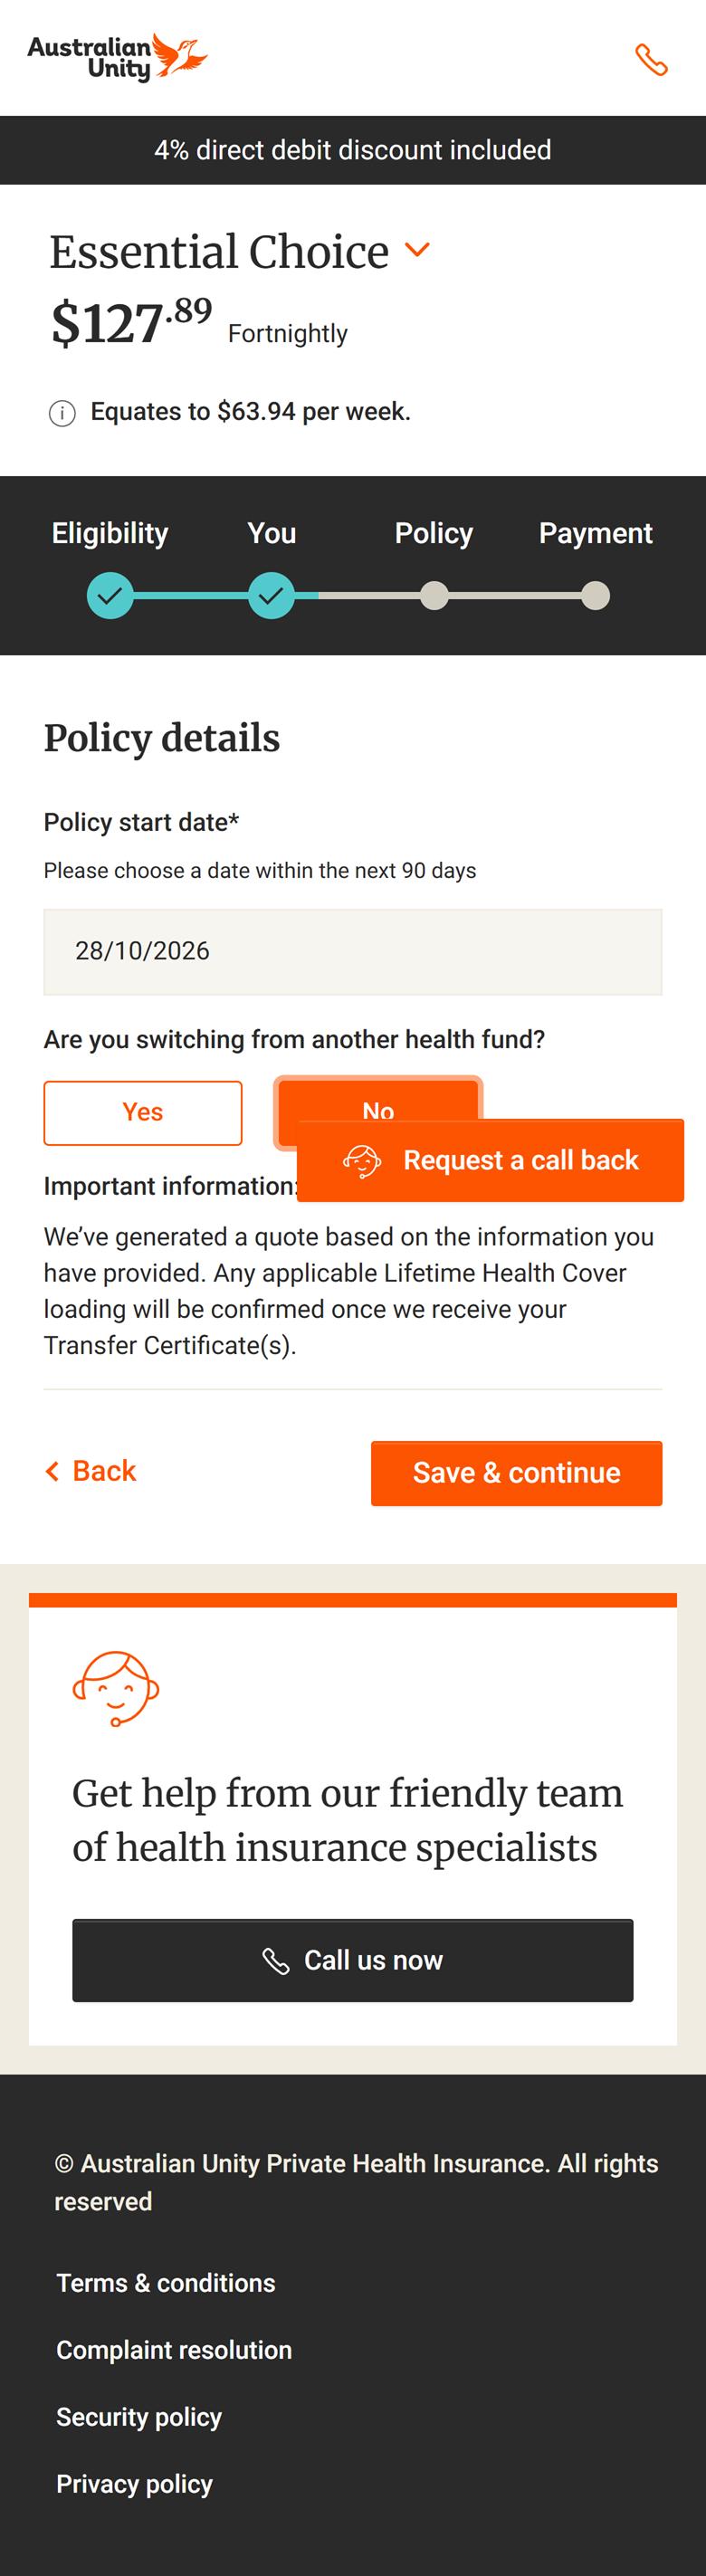 Australian
Unity
4% direct debit discount included
Essential Choice
$127.89 Fortnightly
Equates to $63.94 per week.
Eligibility You Policy Payment
Policy details
Policy start date*
Please choose a date within the next 90 days
28/10/2026
Are you switching from another health fund?
Yes No
Request a call back
Important information:
We’ve generated a quote based on the information you
have provided. Any applicable Lifetime Health Cover
loading will be confirmed once we receive your
Transfer Certificate(s).
Back Save & continue
Get help from our friendly team
of health insurance specialists
Call us now
© Australian Unity Private Health Insurance. All rights
reserved
Terms & conditions
Complaint resolution
Security policy
Privacy policy